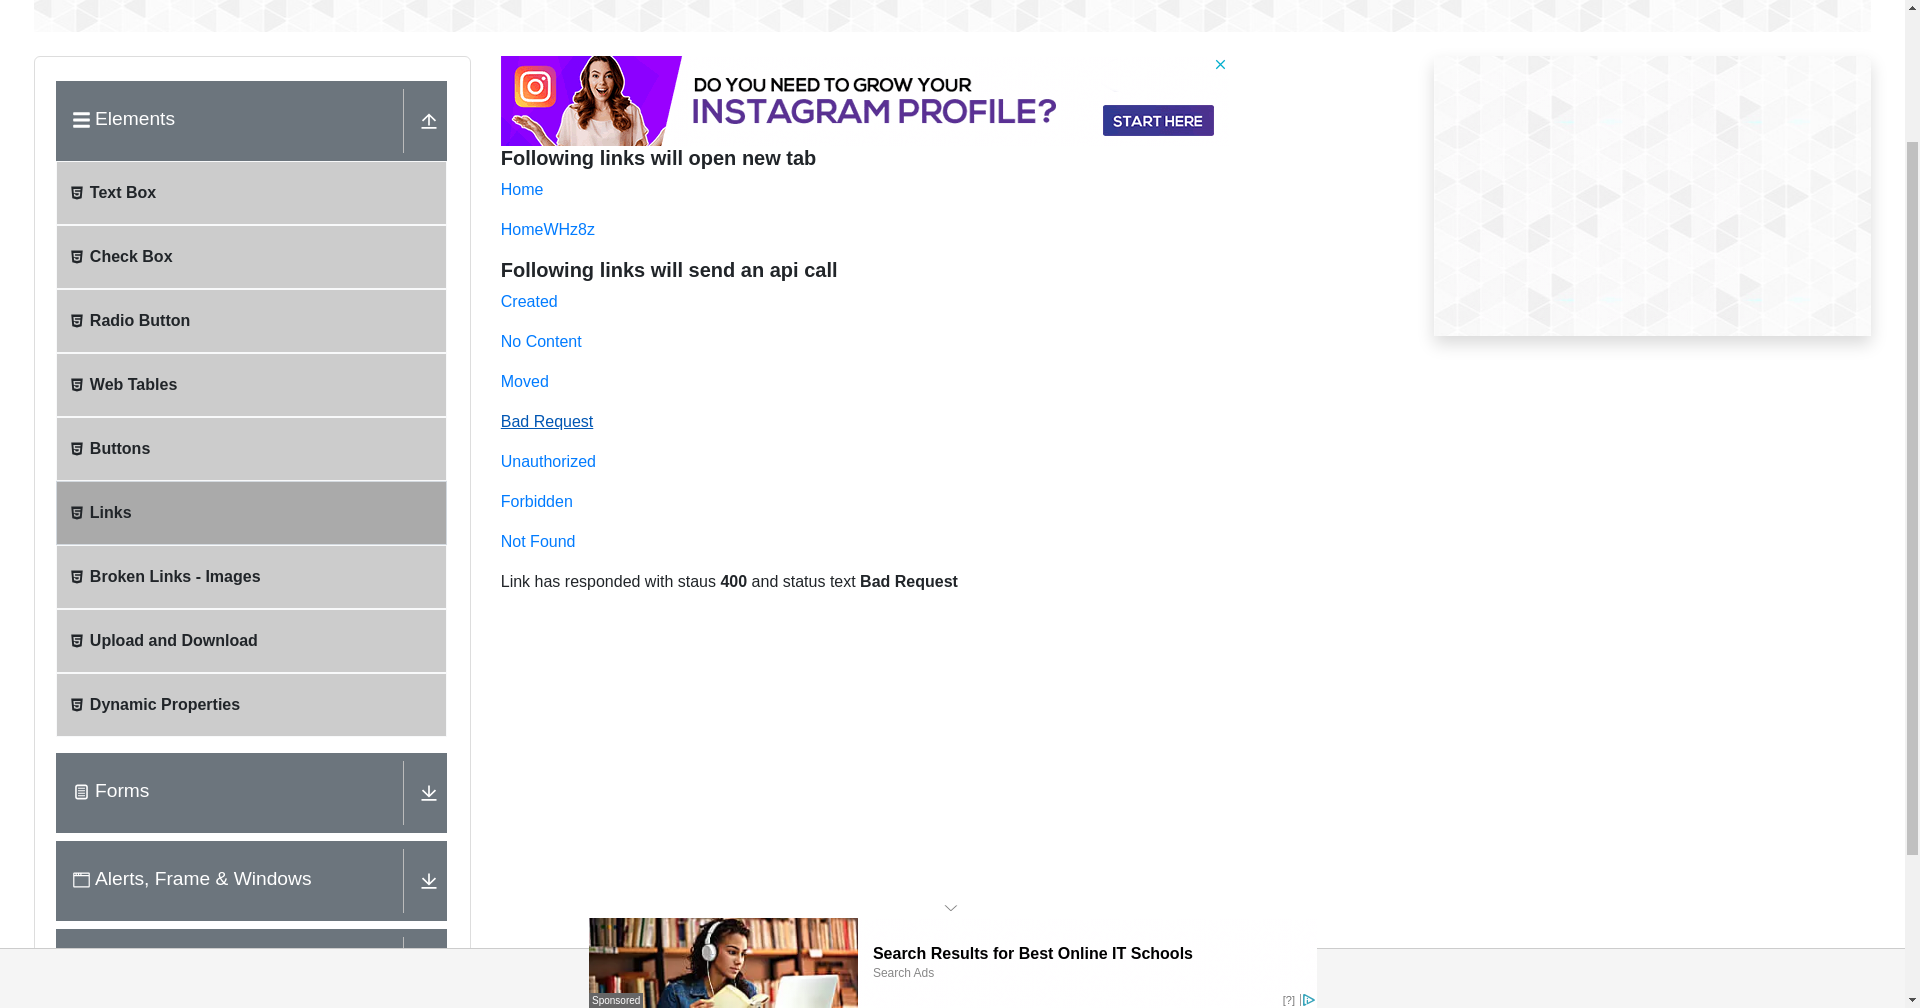 Elements
Text Box
Check Box
Radio Button
Web Tables
Buttons
Links
Broken Links - Images
Upload and Download
Dynamic Properties
Forms
Alerts, Frame & Windows
DO YOU NEED TO GROW YOUR
INSTAGRAM PROFILE?
START HERE
Following links will open new tab
Home
HomeWHz8z
Following links will send an api call
Created
No Content
Moved
Bad Request
Unauthorized
Forbidden
Not Found
Link has responded with staus 400 and status text Bad Request
Sponsored
Search Results for Best Online IT Schools
Search Ads
[?]